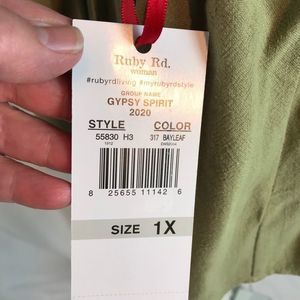 Ruby Rd.
woman
#rubyrdliving #myrubyrdstyle
GROUP NAME
GYPSY SPIRIT
2020
STYLE COLOR
55830 H3 317 BAYLEAF
8 25655 11142 6
SIZE 1X